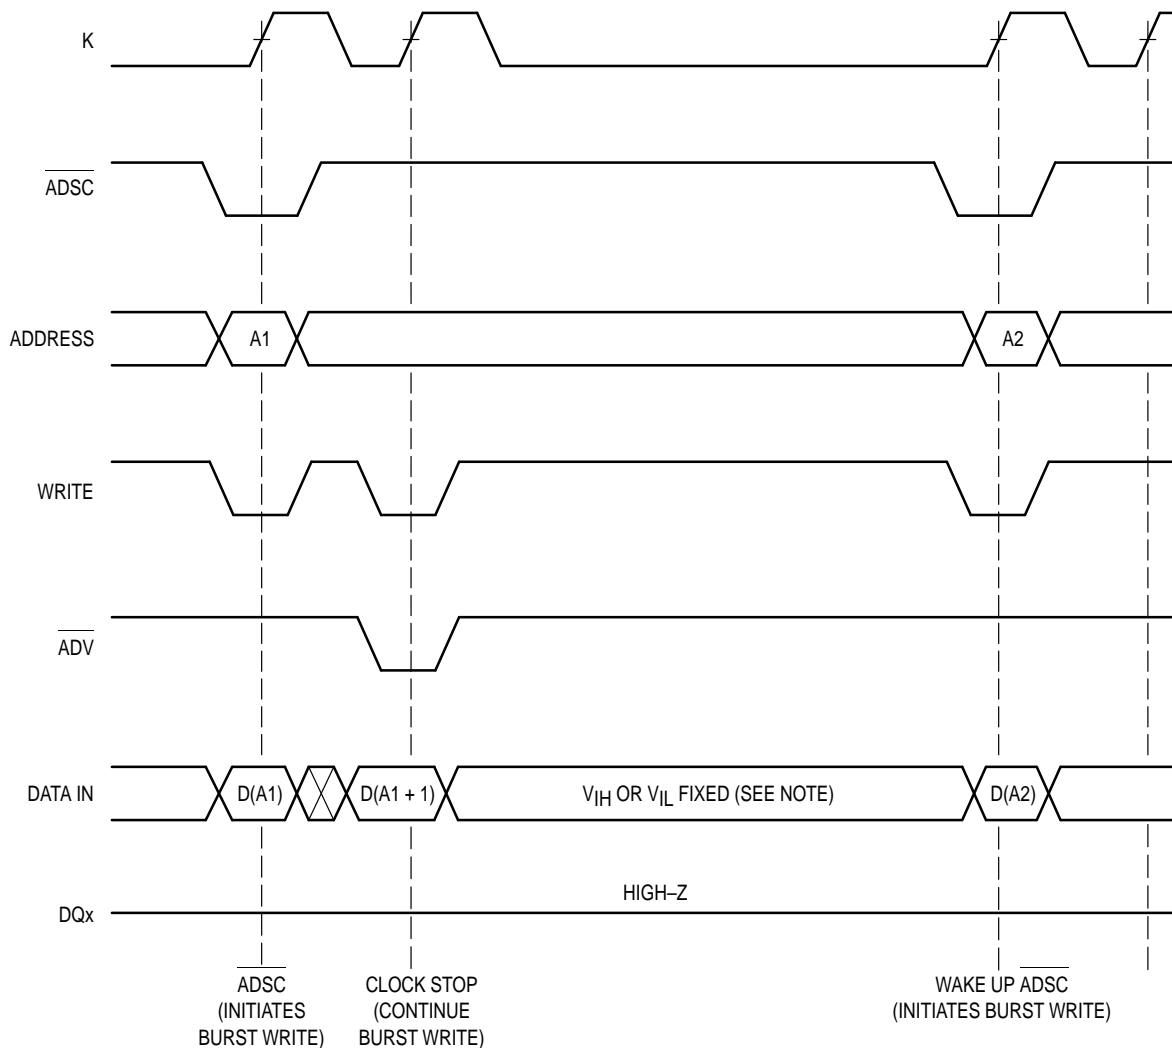 K
ADSC
ADDRESS
A1
A2
WRITE
ADV
DATA IN
D(A1)
D(A1 + 1)
VIH OR VIL FIXED (SEE NOTE)
D(A2)
HIGH–Z
DQx
ADSC
(INITIATES
BURST WRITE)
CLOCK STOP
(CONTINUE
BURST WRITE)
WAKE UP ADSC
(INITIATES BURST WRITE)